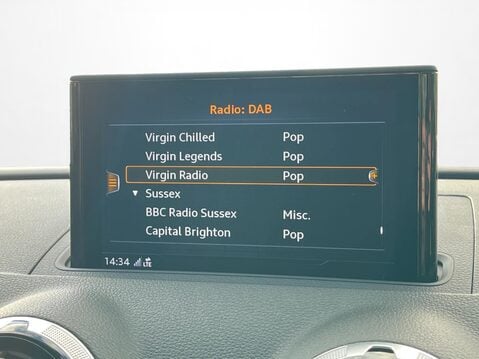 Radio: DAB
Virgin Chilled Pop
Virgin Legends Pop
Virgin Radio Pop
Sussex
BBC Radio Sussex Misc.
Capital Brighton Pop
14:34 LTE